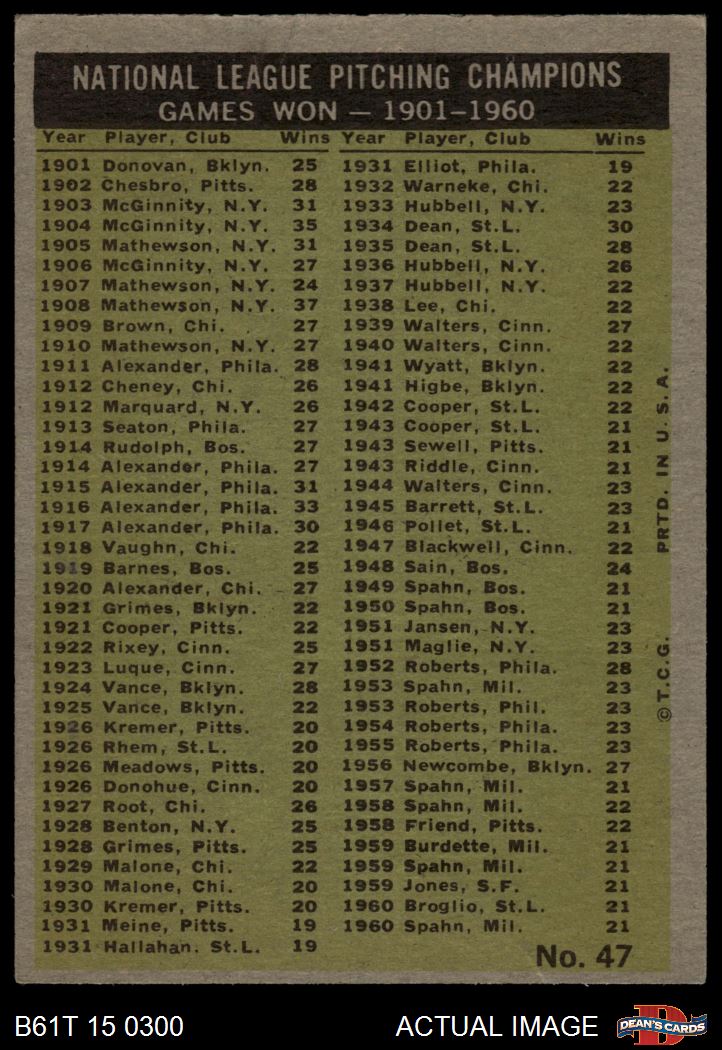 NATIONAL LEAGUE PITCHING CHAMPIONS
GAMES WON — 1901-1960
Year Player, Club Wins
1901 Donovan, Bklyn. 25
1902 Chesbro, Pitts. 28
1903 McGinnity, N.Y. 31
1904 McGinnity, N.Y. 35
1905 Mathewson, N.Y. 31
1906 McGinnity, N.Y. 27
1907 Mathewson, N.Y. 24
1908 Mathewson, N.Y. 37
1909 Brown, Chi. 27
1910 Mathewson, N.Y. 27
1911 Alexander, Phila. 28
1912 Cheney, Chi. 26
1912 Marquard, N.Y. 26
1913 Seaton, Phila. 27
1914 Rudolph, Bos. 27
1914 Alexander, Phila. 27
1915 Alexander, Phila. 31
1916 Alexander, Phila. 33
1917 Alexander, Phila. 30
1918 Vaughn, Chi. 22
1919 Barnes, Bos. 25
1920 Alexander, Chi. 27
1921 Grimes, Bklyn. 22
1921 Cooper, Pitts. 22
1922 Rixey, Cinn. 25
1923 Luque, Cinn. 27
1924 Vance, Bklyn. 28
1925 Vance, Bklyn. 22
1926 Kremer, Pitts. 20
1926 Rhem, St.L. 20
1926 Meadows, Pitts. 20
1926 Donohue, Cinn. 20
1927 Root, Chi. 26
1928 Benton, N.Y. 25
1928 Grimes, Pitts. 25
1929 Malone, Chi. 22
1930 Malone, Chi. 20
1930 Kremer, Pitts. 20
1931 Meine, Pitts. 19
1931 Hallahan. St.L. 19
Year Player, Club Wins
1931 Elliot, Phila. 19
1932 Warneke, Chi. 22
1933 Hubbell, N.Y. 23
1934 Dean, St.L. 30
1935 Dean, St.L. 28
1936 Hubbell, N.Y. 26
1937 Hubbell, N.Y. 22
1938 Lee, Chi. 22
1939 Walters, Cinn. 27
1940 Walters, Cinn. 22
1941 Wyatt, Bklyn. 22
1941 Higbe, Bklyn. 22
1942 Cooper, St.L. 22
1943 Cooper, St.L. 21
1943 Sewell, Pitts. 21
1943 Riddle, Cinn. 21
1944 Walters, Cinn. 23
1945 Barrett, St.L. 23
1946 Pollet, St.L. 21
1947 Blackwell, Cinn. 22
1948 Sain, Bos. 24
1949 Spahn, Bos. 21
1950 Spahn, Bos. 21
1951 Jansen, N.Y. 23
1951 Maglie, N.Y. 23
1952 Roberts, Phila. 28
1953 Spahn, Mil. 23
1953 Roberts, Phil. 23
1954 Roberts, Phila. 23
1955 Roberts, Phila. 23
1956 Newcombe, Bklyn. 27
1957 Spahn, Mil. 21
1958 Spahn, Mil. 22
1958 Friend, Pitts. 22
1959 Burdette, Mil. 21
1959 Spahn, Mil. 21
1959 Jones, S.F. 21
1960 Broglio, St.L. 21
1960 Spahn, Mil. 21
No. 47
© T.C.G. PRTD. IN U.S.A.
B61T 15 0300
ACTUAL IMAGE
D
DEAN'S CARDS